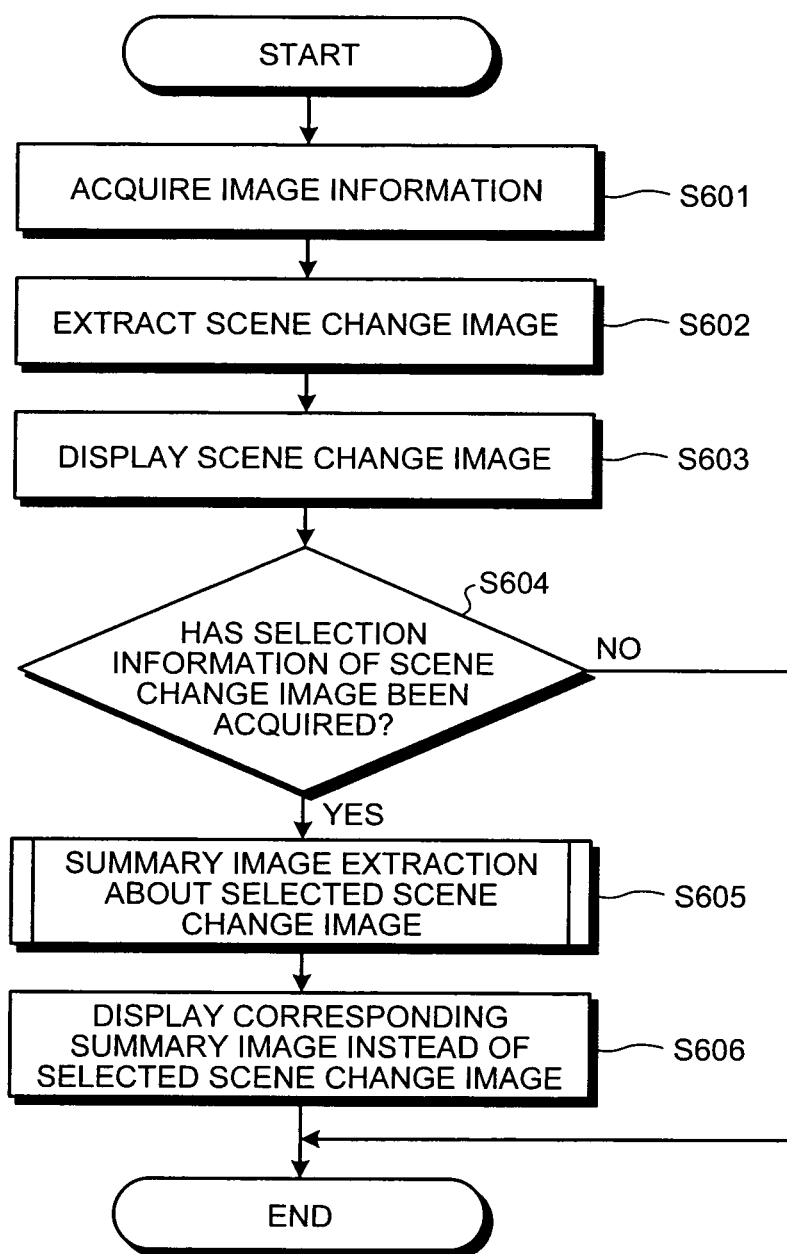 START
ACQUIRE IMAGE INFORMATION
S601
EXTRACT SCENE CHANGE IMAGE
S602
DISPLAY SCENE CHANGE IMAGE
S603
S604
HAS SELECTION
INFORMATION OF SCENE
CHANGE IMAGE BEEN
ACQUIRED?
NO
YES
SUMMARY IMAGE EXTRACTION
ABOUT SELECTED SCENE
CHANGE IMAGE
S605
DISPLAY CORRESPONDING
SUMMARY IMAGE INSTEAD OF
SELECTED SCENE CHANGE IMAGE
S606
END